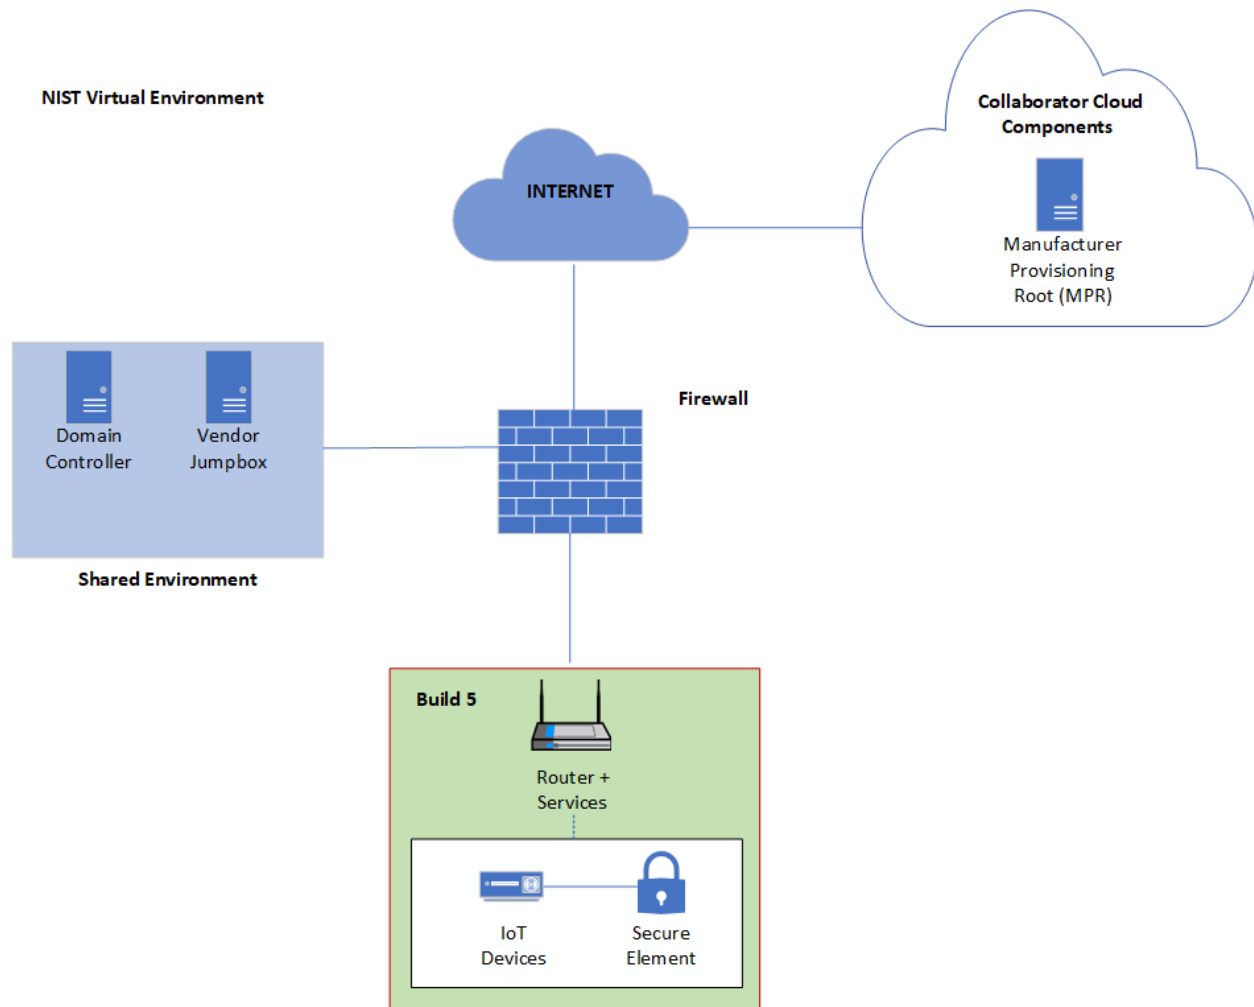 NIST Virtual Environment
Collaborator Cloud
Components
INTERNET
Manufacturer
Provisioning
Root (MPR)
Firewall
Domain
Controller
Vendor
Jumpbox
Shared Environment
Build 5
Router +
Services
IoT
Devices
Secure
Element